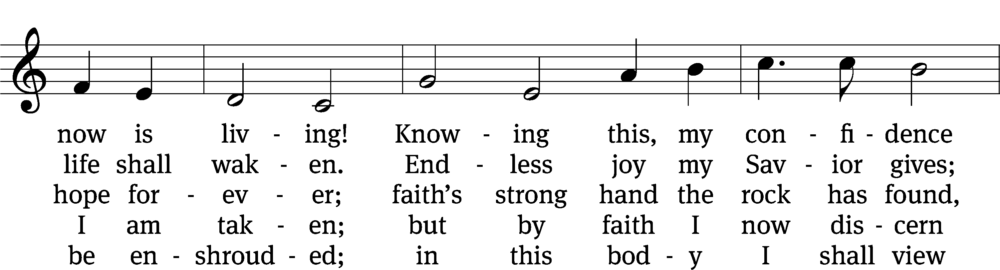 now is liv - ing! Know - ing this, my con - fi - dence
life shall wak - en. End - less joy my Sav - ior gives;
hope for - ev - er; faith’s strong hand the rock has found,
I am tak - en; but by faith I now dis - cern
be en - shroud - ed; in this bod - y I shall view